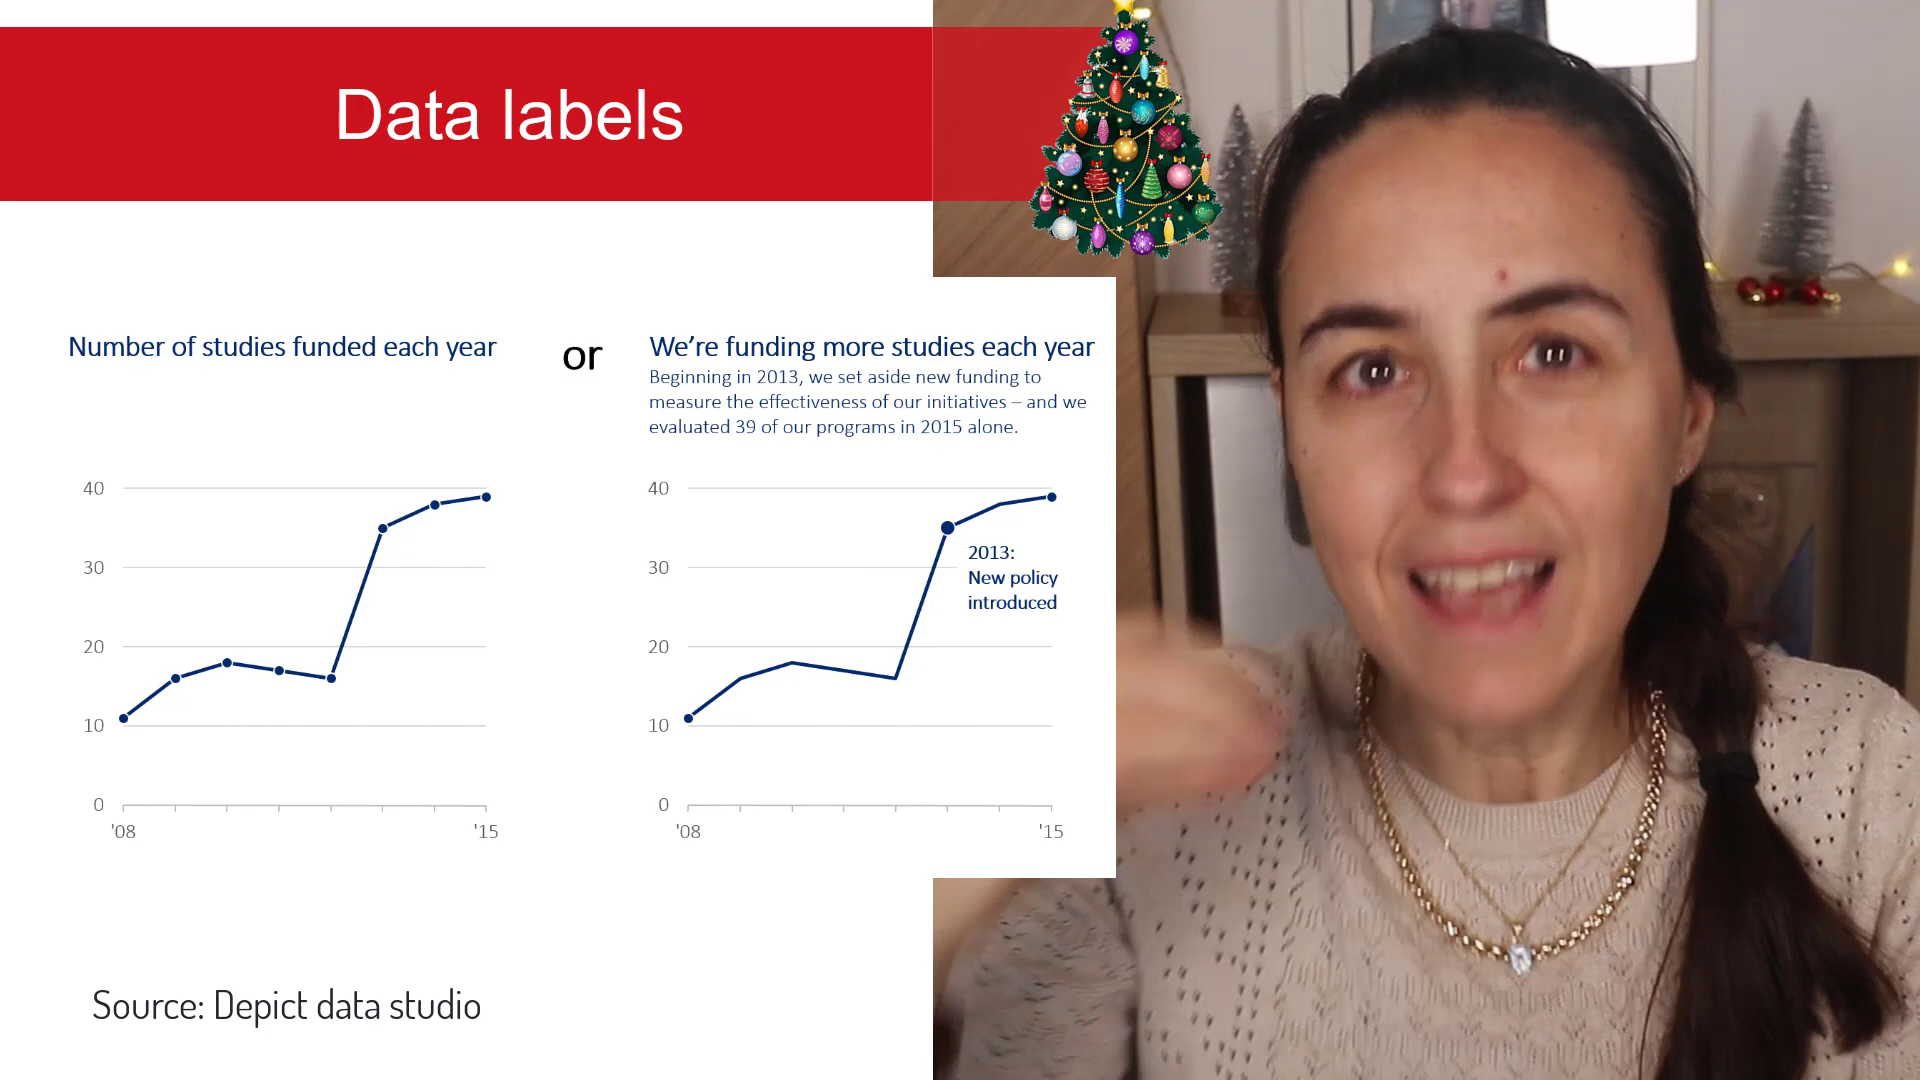 Data labels
Number of studies funded each year
or
We're funding more studies each year
Beginning in 2013, we set aside new funding to
measure the effectiveness of our initiatives – and we
evaluated 39 of our programs in 2015 alone.
40
30
20
10
0
'08
'15
40
30
20
10
0
'08
'15
2013:
New policy
introduced
Source: Depict data studio